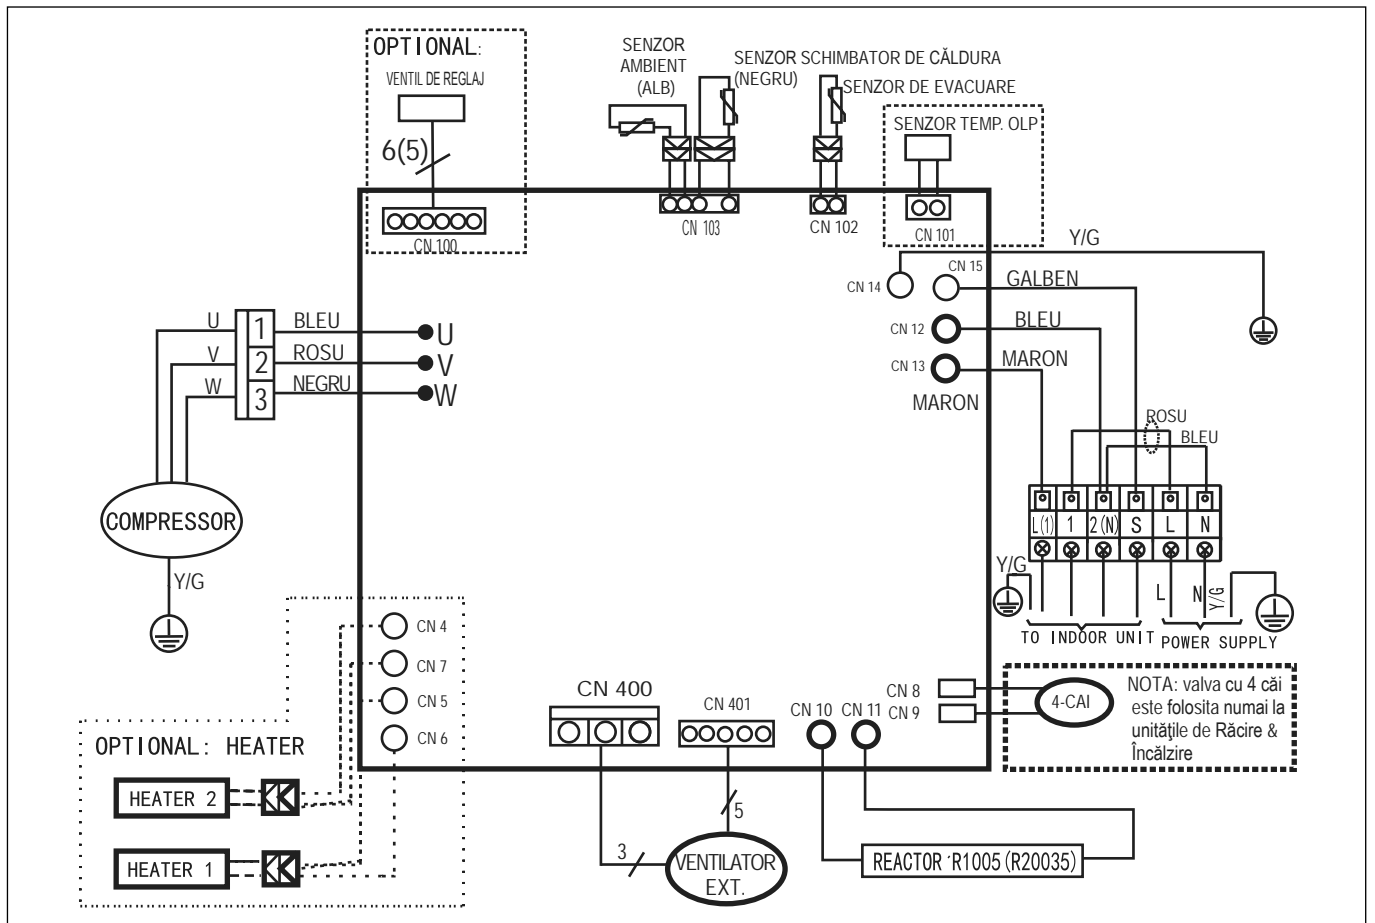 OPTIONAL:
VENTIL DE REGLAJ
6(5)
CN 100
SENZOR
AMBIENT
(ALB)
SENZOR SCHIMBATOR DE CĂLDURA
(NEGRU)
SENZOR DE EVACUARE
SENZOR TEMP. OLP
CN 103
CN 102
CN 101
Y/G
CN 15
CN 14
GALBEN
CN 12
BLEU
CN 13
MARON
MARON
U
1
BLEU
U
V
2
ROSU
V
W
3
NEGRU
W
COMPRESSOR
Y/G
ROSU
BLEU
L(1)
1
2(N)
S
L
N
Y/G
L
N
Y/G
TO INDOOR UNIT
POWER SUPPLY
CN 4
CN 7
CN 5
CN 6
OPTIONAL: HEATER
HEATER 2
HEATER 1
CN 400
CN 401
CN 10
CN 11
CN 8
CN 9
4-CAI
NOTA: valva cu 4 căi
este folosita numai la
unităţile de Răcire &
Încălzire
3
5
VENTILATOR
EXT.
REACTOR R1005(R20035)